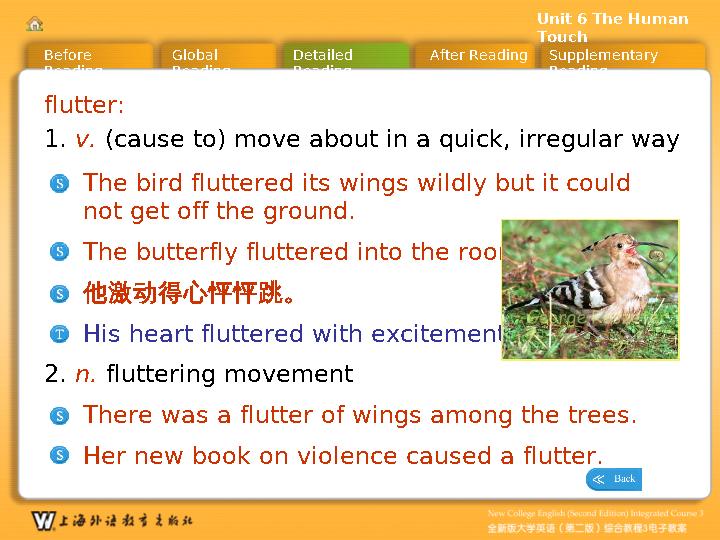 Unit 6 The Human
Touch
Before
Reading
Global
Reading
Detailed
Reading
After Reading
Supplementary
Reading
flutter:
1. v. (cause to) move about in a quick, irregular way
S
The bird fluttered its wings wildly but it could
not get off the ground.
S
The butterfly fluttered into the room
S
他激动得心怦怦跳。
T
His heart fluttered with excitement
2. n. fluttering movement
S
There was a flutter of wings among the trees.
S
Her new book on violence caused a flutter.
Back
W 上海外语教育出版社
New College English (Second Edition) Integrated Course 3
全新版大学英语（第二版）综合教程3电子教案